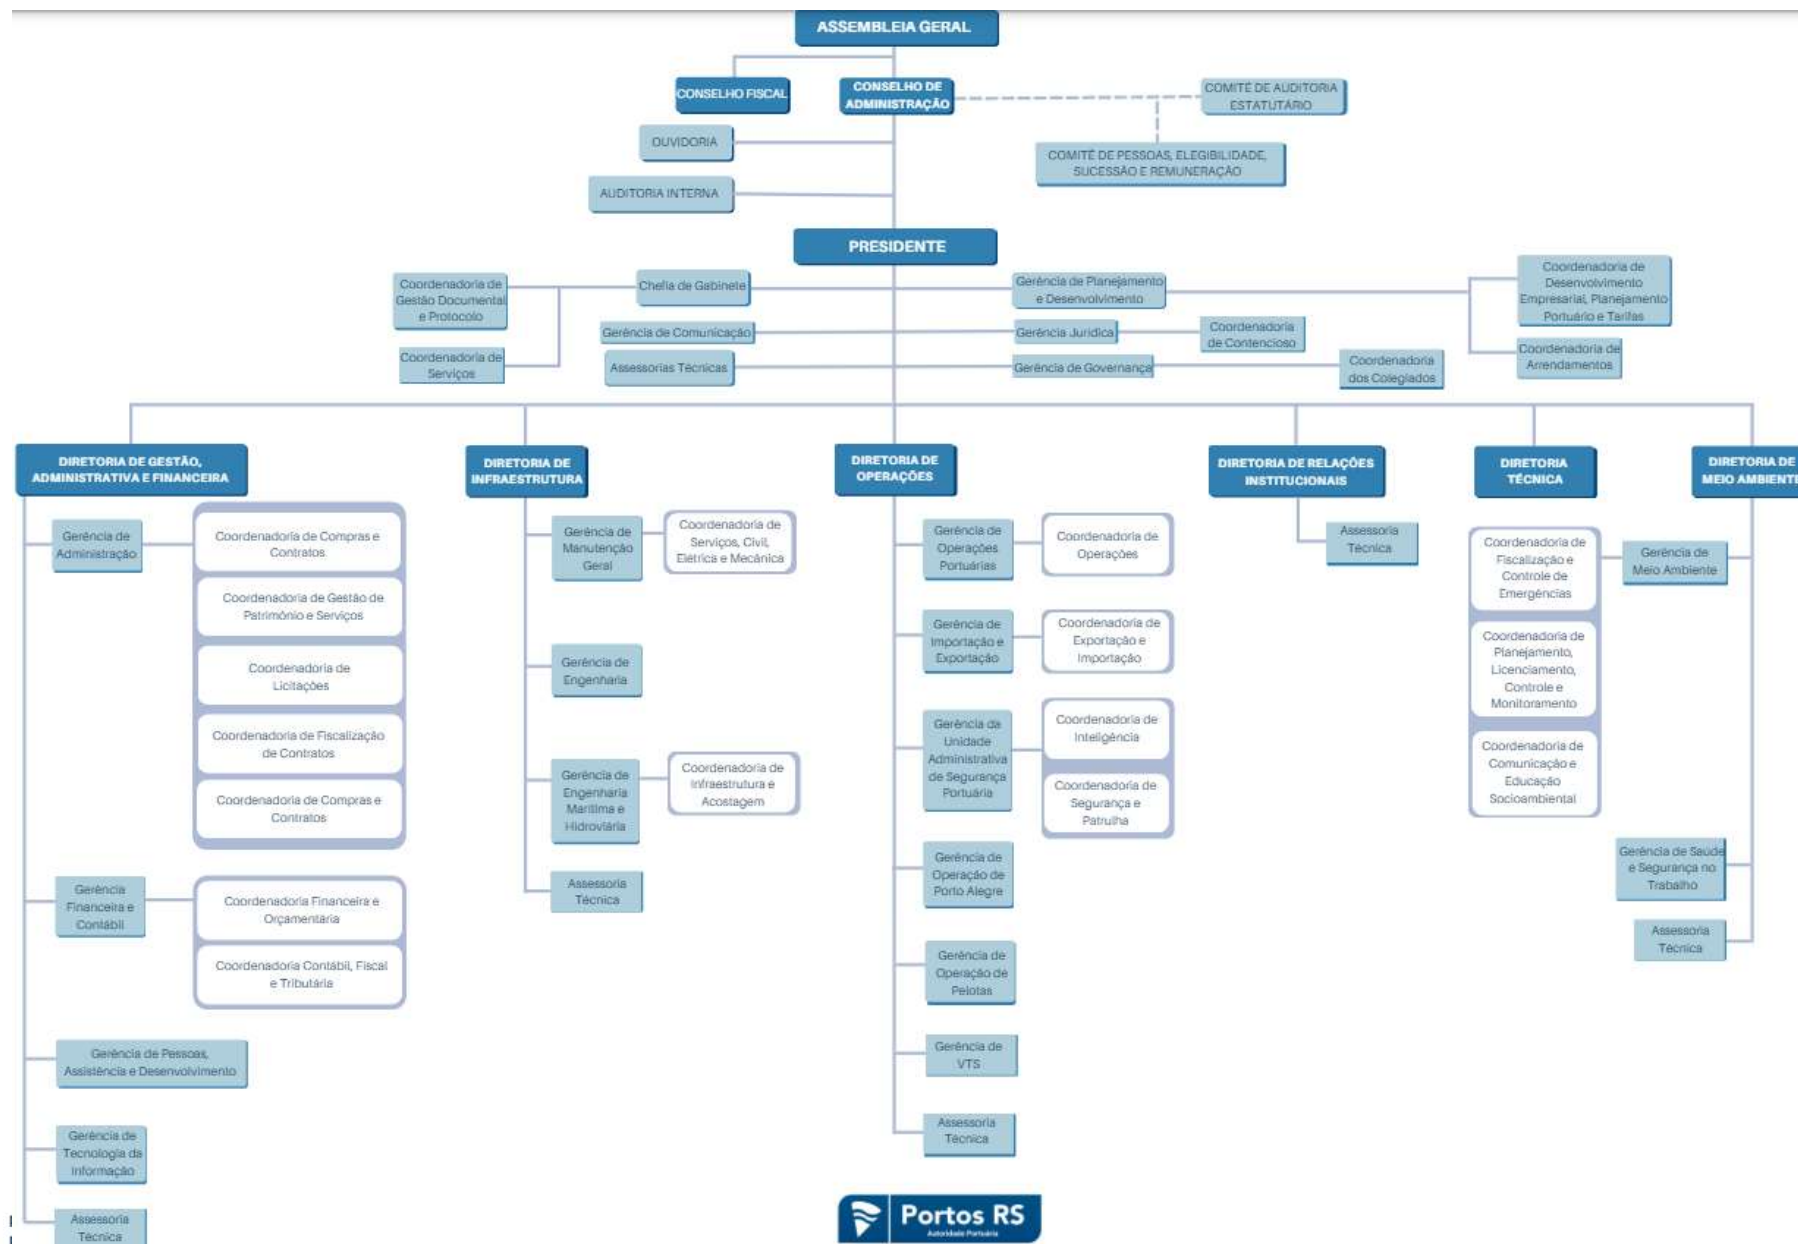 ASSEMBLEIA GERAL
CONSELHO FISCAL
CONSELHO DE
ADMINISTRAÇÃO
COMITÊ DE AUDITORIA
ESTATUTÁRIO
OUVIDORIA
COMITÊ DE PESSOAS, ELEGIBILIDADE,
SUCESSÃO E REMUNERAÇÃO
AUDITORIA INTERNA
PRESIDENTE
Coordenadoria de
Gestão Documental
e Protocolo
Chefia de Gabinete
Gerência de Planejamento
e Desenvolvimento
Coordenadoria de
Desenvolvimento
Empresarial, Planejamento
Portuário e Tarifas
Gerência de Comunicação
Gerência Jurídica
Coordenadoria
de Contencioso
Coordenadoria de
Serviços
Assessorias Técnicas
Gerência de Governança
Coordenadoria
dos Colegiados
Coordenadoria de
Arrendamentos
DIRETORIA DE GESTÃO,
ADMINISTRATIVA E FINANCEIRA
Gerência de
Administração
Coordenadoria de Compras e
Contratos
Coordenadoria de Gestão de
Patrimônio e Serviços
Coordenadoria de
Licitações
Coordenadoria de Fiscalização
de Contratos
Coordenadoria de Compras e
Contratos
Gerência
Financeira e
Contábil
Coordenadoria Financeira e
Orçamentária
Coordenadoria Contábil, Fiscal
e Tributária
Gerência de Pessoas,
Assistência e Desenvolvimento
Gerência de
Tecnologia da
Informação
Assessoria
Técnica
DIRETORIA DE
INFRAESTRUTURA
Gerência de
Manutenção
Geral
Coordenadoria de
Serviços, Civil,
Elétrica e Mecânica
Gerência de
Engenharia
Gerência de
Engenharia
Marítima e
Hidroviária
Coordenadoria de
Infraestrutura e
Acostagem
Assessoria
Técnica
DIRETORIA DE
OPERAÇÕES
Gerência de
Operações
Portuárias
Coordenadoria de
Operações
Gerência de
Importação e
Exportação
Coordenadoria de
Exportação e
Importação
Gerência da
Unidade
Administrativa
de Segurança
Portuária
Coordenadoria de
Inteligência
Coordenadoria de
Segurança e
Patrulha
Gerência de
Operação de
Porto Alegre
Gerência de
Operação de
Pelotas
Gerência de
VTS
Assessoria
Técnica
DIRETORIA DE RELAÇÕES
INSTITUCIONAIS
Assessoria
Técnica
DIRETORIA
TÉCNICA
DIRETORIA DE
MEIO AMBIENTE
Coordenadoria de
Fiscalização e
Controle de
Emergências
Gerência de
Meio Ambiente
Coordenadoria de
Planejamento,
Licenciamento,
Controle e
Monitoramento
Coordenadoria de
Comunicação e
Educação
Socioambiental
Gerência de Saúde
e Segurança no
Trabalho
Assessoria
Técnica
Portos RS
Autoridade Portuária